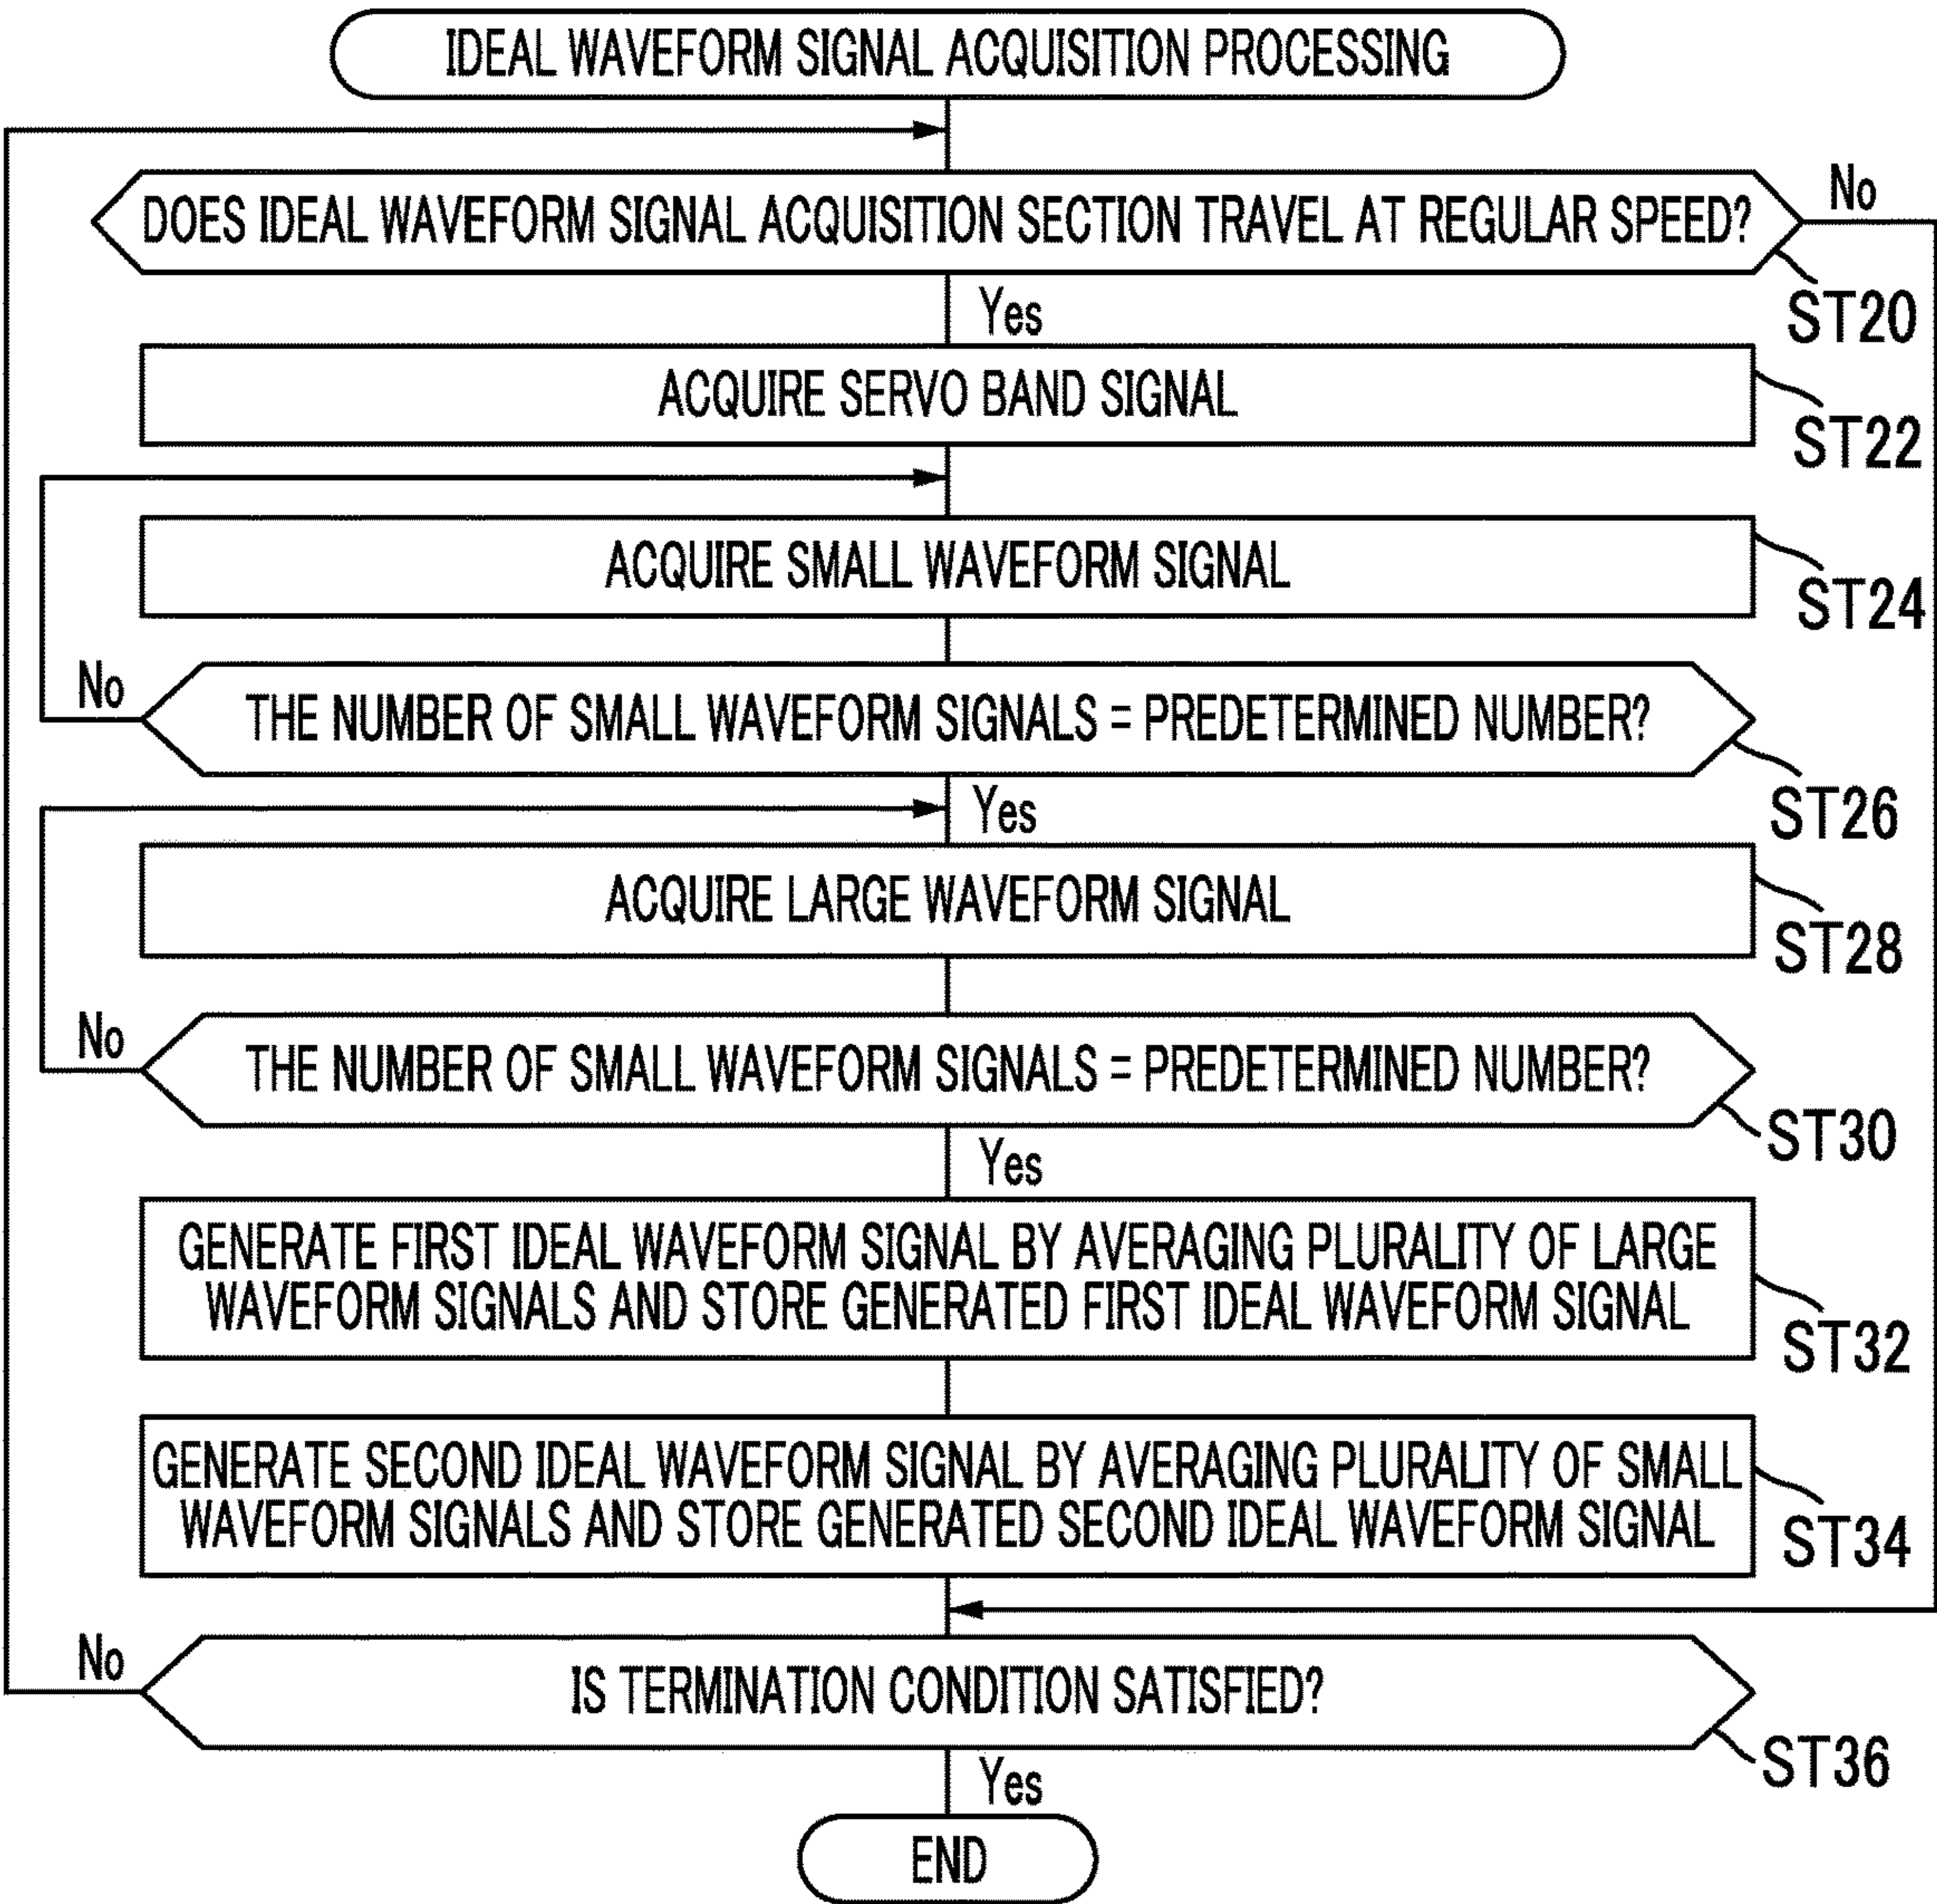 IDEAL WAVEFORM SIGNAL ACQUISITION PROCESSING
DOES IDEAL WAVEFORM SIGNAL ACQUISITION SECTION TRAVEL AT REGULAR SPEED?
No
ST20
Yes
ACQUIRE SERVO BAND SIGNAL
ST22
ACQUIRE SMALL WAVEFORM SIGNAL
ST24
No
THE NUMBER OF SMALL WAVEFORM SIGNALS = PREDETERMINED NUMBER?
ST26
Yes
ACQUIRE LARGE WAVEFORM SIGNAL
ST28
No
THE NUMBER OF SMALL WAVEFORM SIGNALS = PREDETERMINED NUMBER?
ST30
Yes
GENERATE FIRST IDEAL WAVEFORM SIGNAL BY AVERAGING PLURALITY OF LARGE
WAVEFORM SIGNALS AND STORE GENERATED FIRST IDEAL WAVEFORM SIGNAL
ST32
GENERATE SECOND IDEAL WAVEFORM SIGNAL BY AVERAGING PLURALITY OF SMALL
WAVEFORM SIGNALS AND STORE GENERATED SECOND IDEAL WAVEFORM SIGNAL
ST34
No
IS TERMINATION CONDITION SATISFIED?
ST36
Yes
END